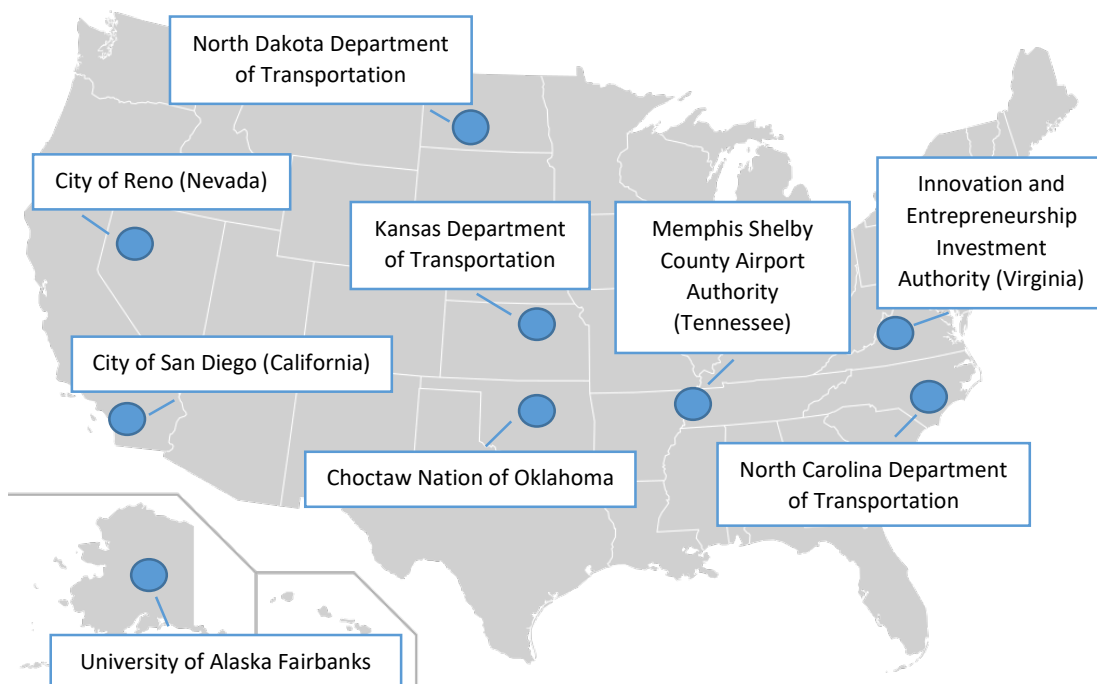 North Dakota Department
of Transportation
City of Reno (Nevada)
Kansas Department
of Transportation
Memphis Shelby
County Airport
Authority
(Tennessee)
Innovation and
Entrepreneurship
Investment
Authority (Virginia)
City of San Diego (California)
Choctaw Nation of Oklahoma
North Carolina Department
of Transportation
University of Alaska Fairbanks